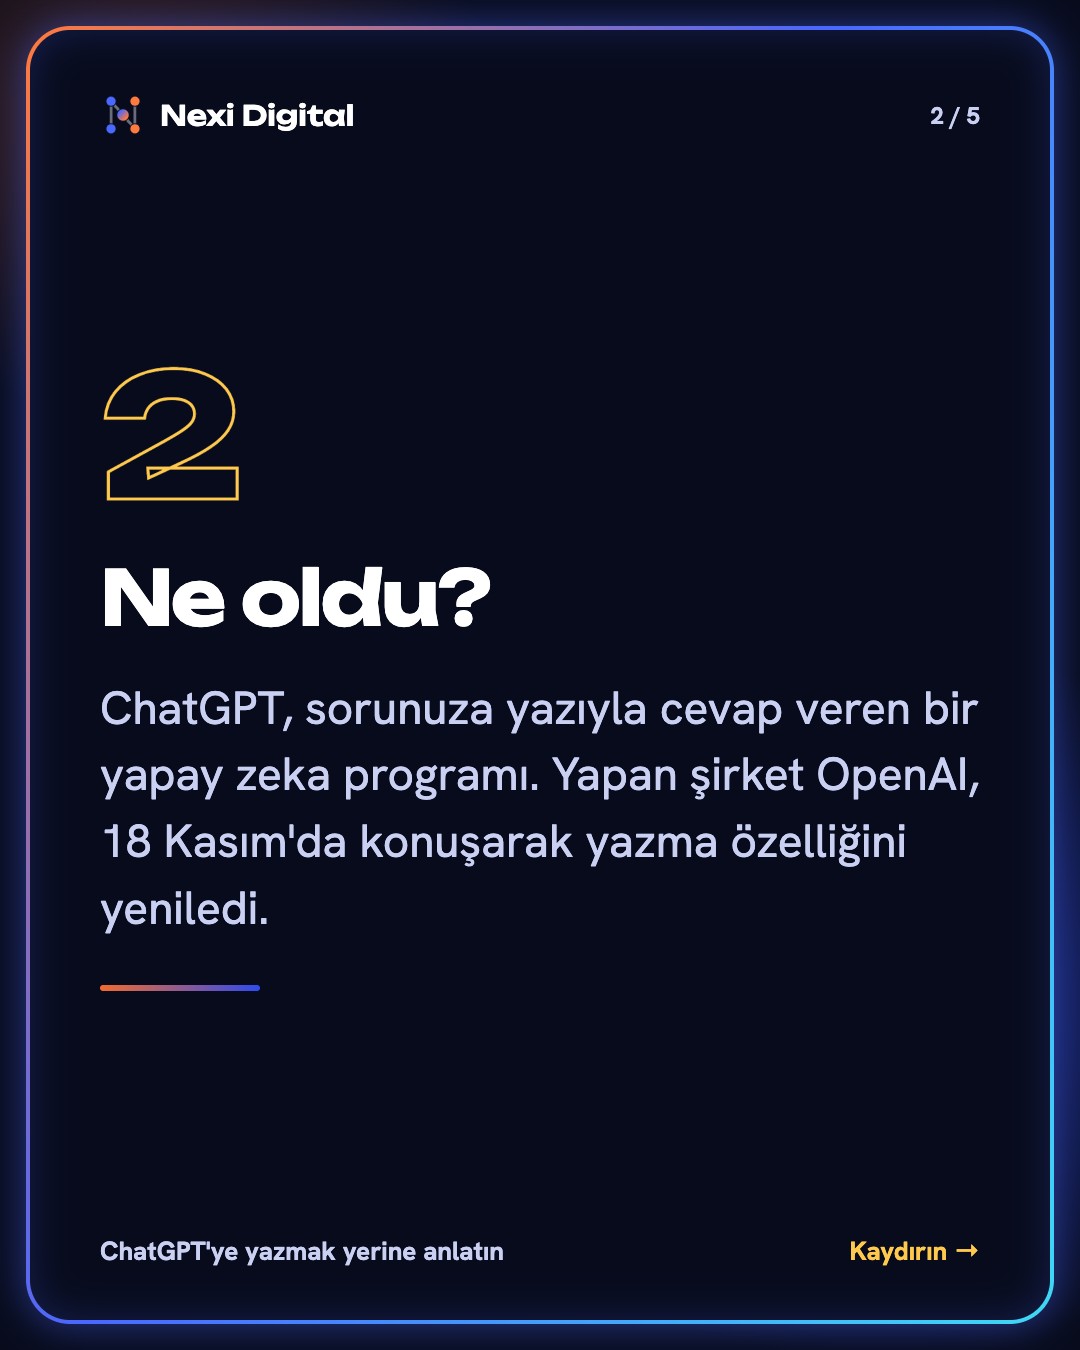 Nexi Digital
2 / 5
2
Ne oldu?
ChatGPT, sorunuza yazıyla cevap veren bir
yapay zeka programı. Yapan şirket OpenAI,
18 Kasım'da konuşarak yazma özelliğini
yeniledi.
ChatGPT'ye yazmak yerine anlatın
Kaydırın →